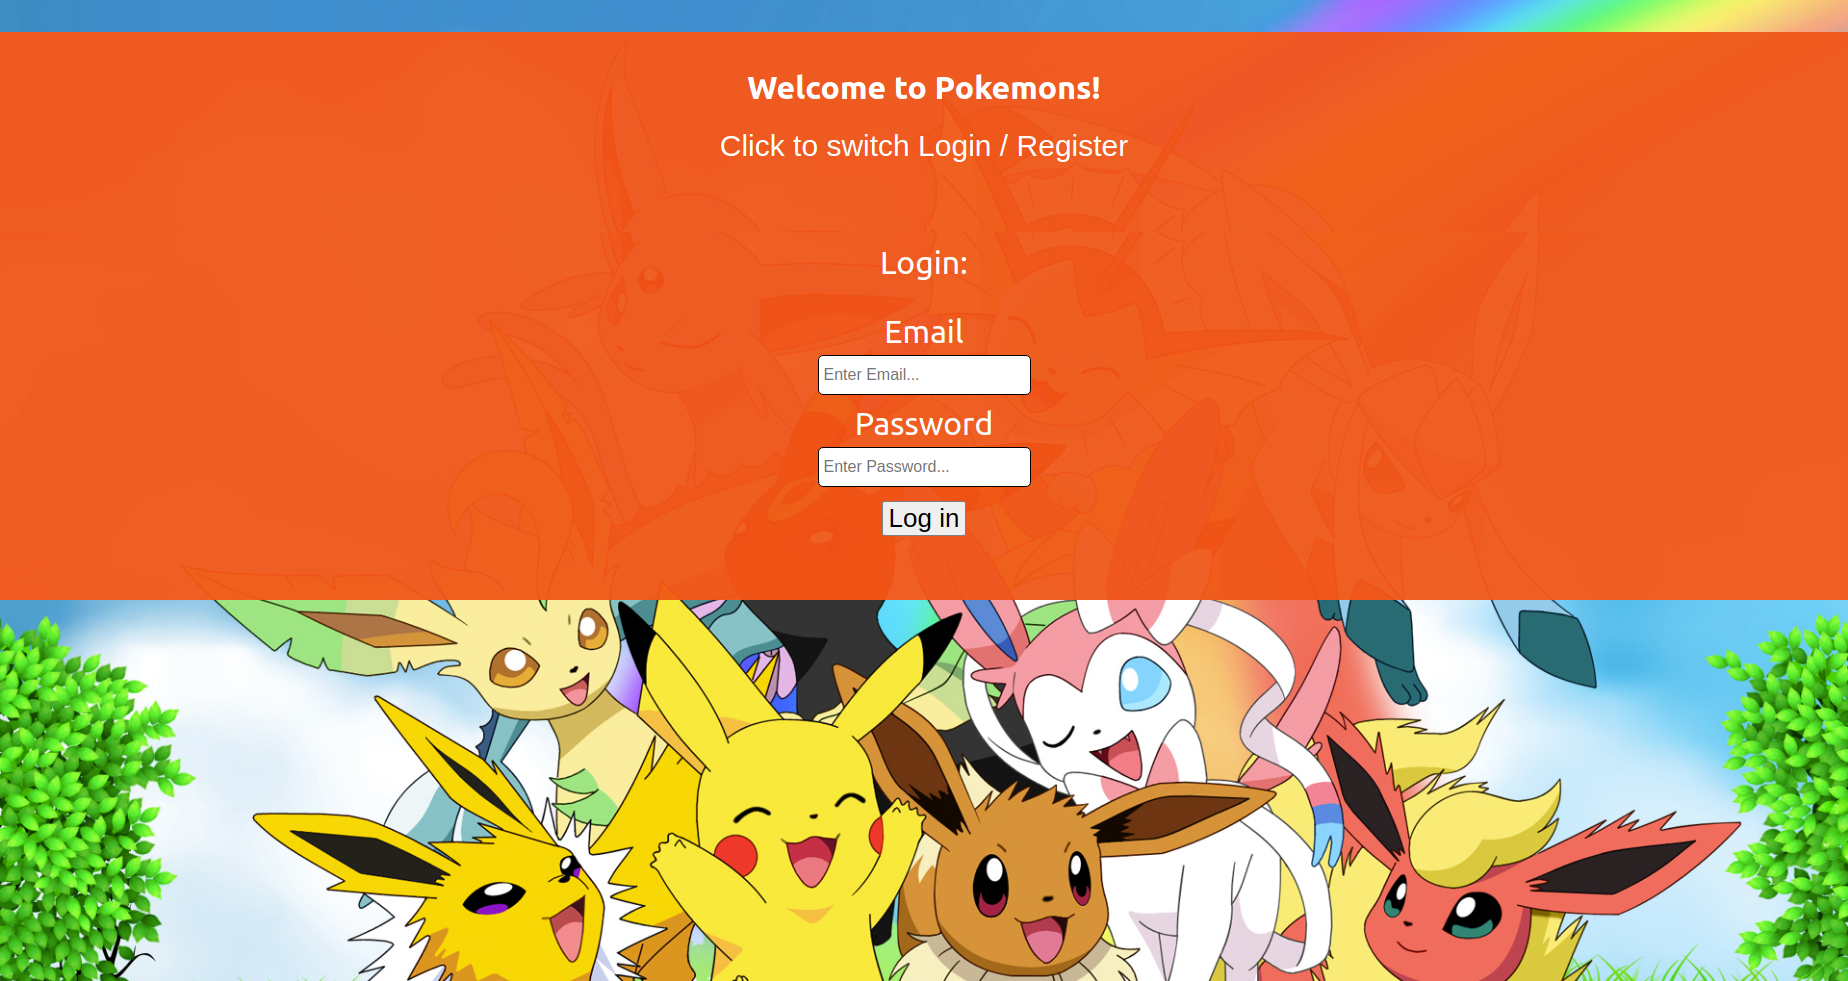 Welcome to Pokemons!
Click to switch Login / Register
Login:
Email
Enter Email...
Password
Enter Password...
Log in